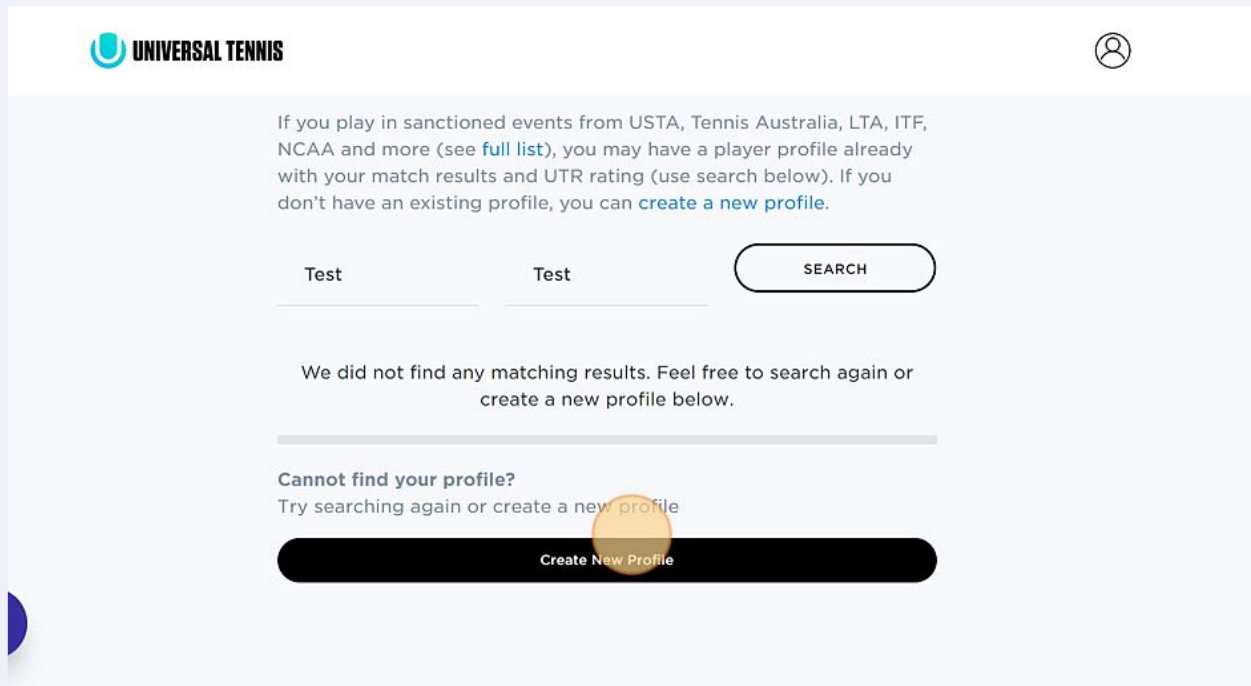 UNIVERSAL TENNIS
If you play in sanctioned events from USTA, Tennis Australia, LTA, ITF,
NCAA and more (see full list), you may have a player profile already
with your match results and UTR rating (use search below). If you
don't have an existing profile, you can create a new profile.
Test Test SEARCH
We did not find any matching results. Feel free to search again or
create a new profile below.
Cannot find your profile?
Try searching again or create a new profile
Create New Profile